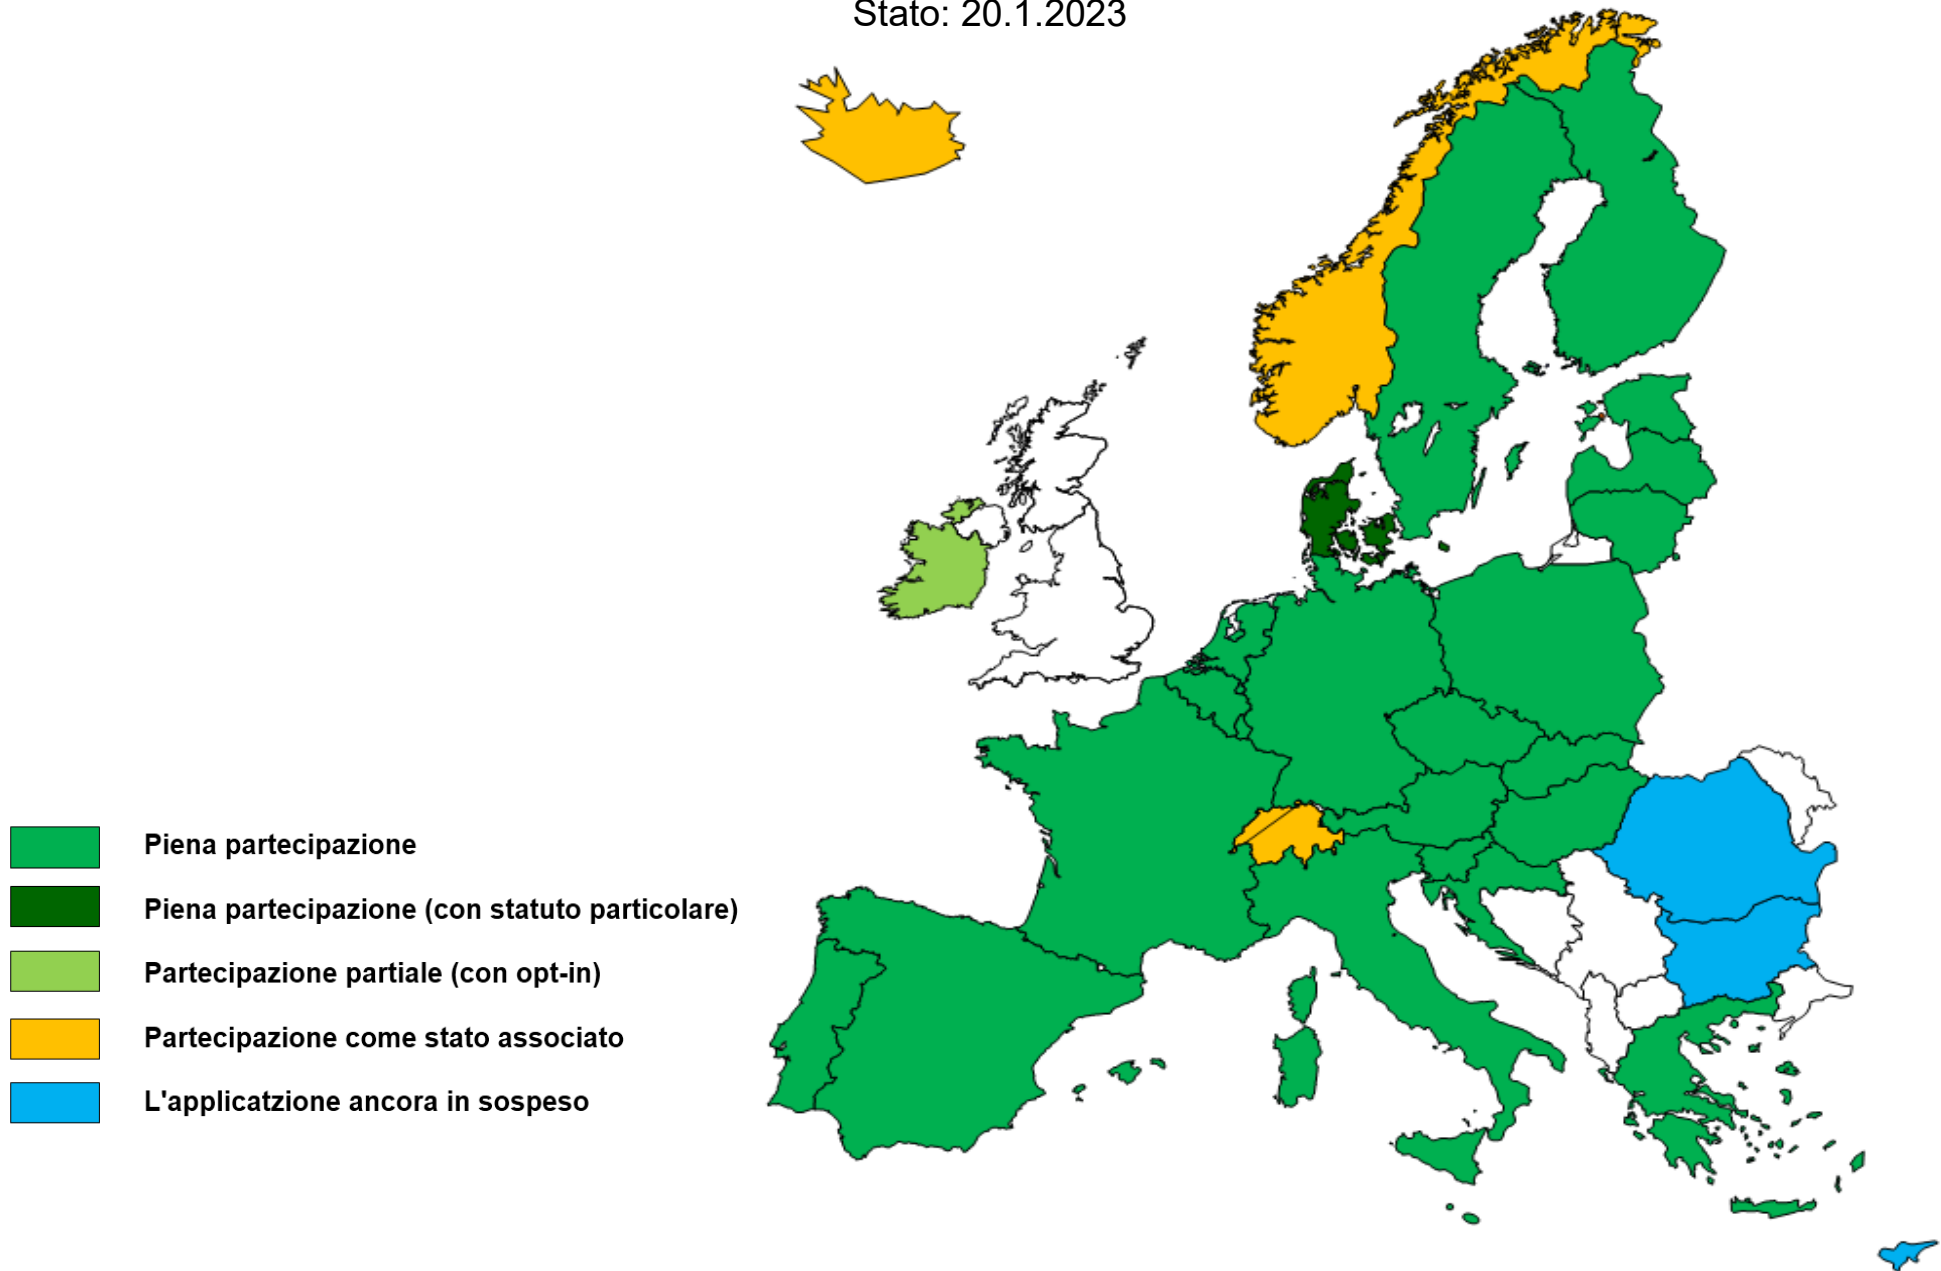 Stato: 20.1.2023
Piena partecipazione
Piena partecipazione (con statuto particolare)
Partecipazione partiale (con opt-in)
Partecipazione come stato associato
L'applicatzione ancora in sospeso